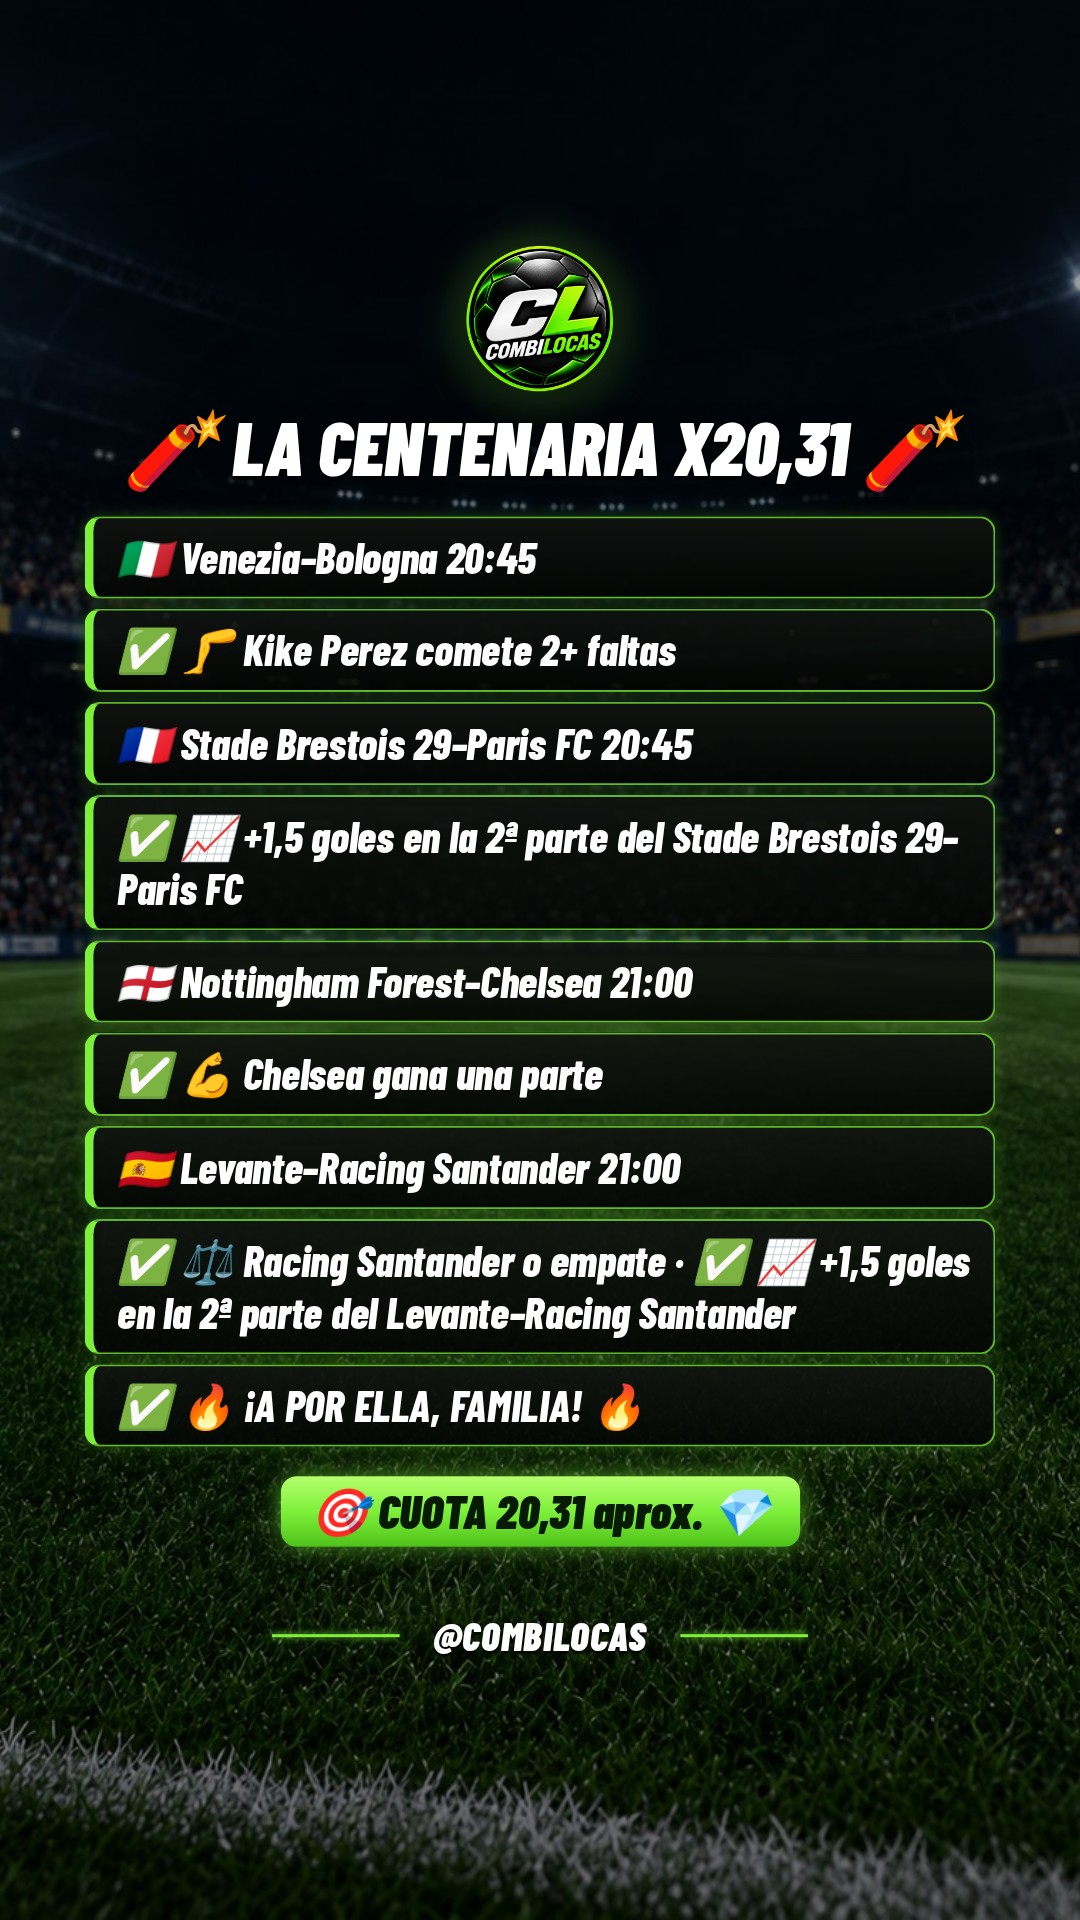 CL
COMBILOCAS
🧨 LA CENTENARIA X20,31 🧨
🇮🇹 Venezia-Bologna 20:45
✅ 🦵 Kike Perez comete 2+ faltas
🇫🇷 Stade Brestois 29-Paris FC 20:45
✅ 📈 +1,5 goles en la 2ª parte del Stade Brestois 29-
Paris FC
🏴󠁧󠁢󠁥󠁮󠁧󠁿 Nottingham Forest-Chelsea 21:00
✅ 💪 Chelsea gana una parte
🇪🇸 Levante-Racing Santander 21:00
✅ ⚖️ Racing Santander o empate · ✅ 📈 +1,5 goles
en la 2ª parte del Levante-Racing Santander
✅ 🔥 ¡A POR ELLA, FAMILIA! 🔥
🎯 CUOTA 20,31 aprox. 💎
@COMBILOCAS